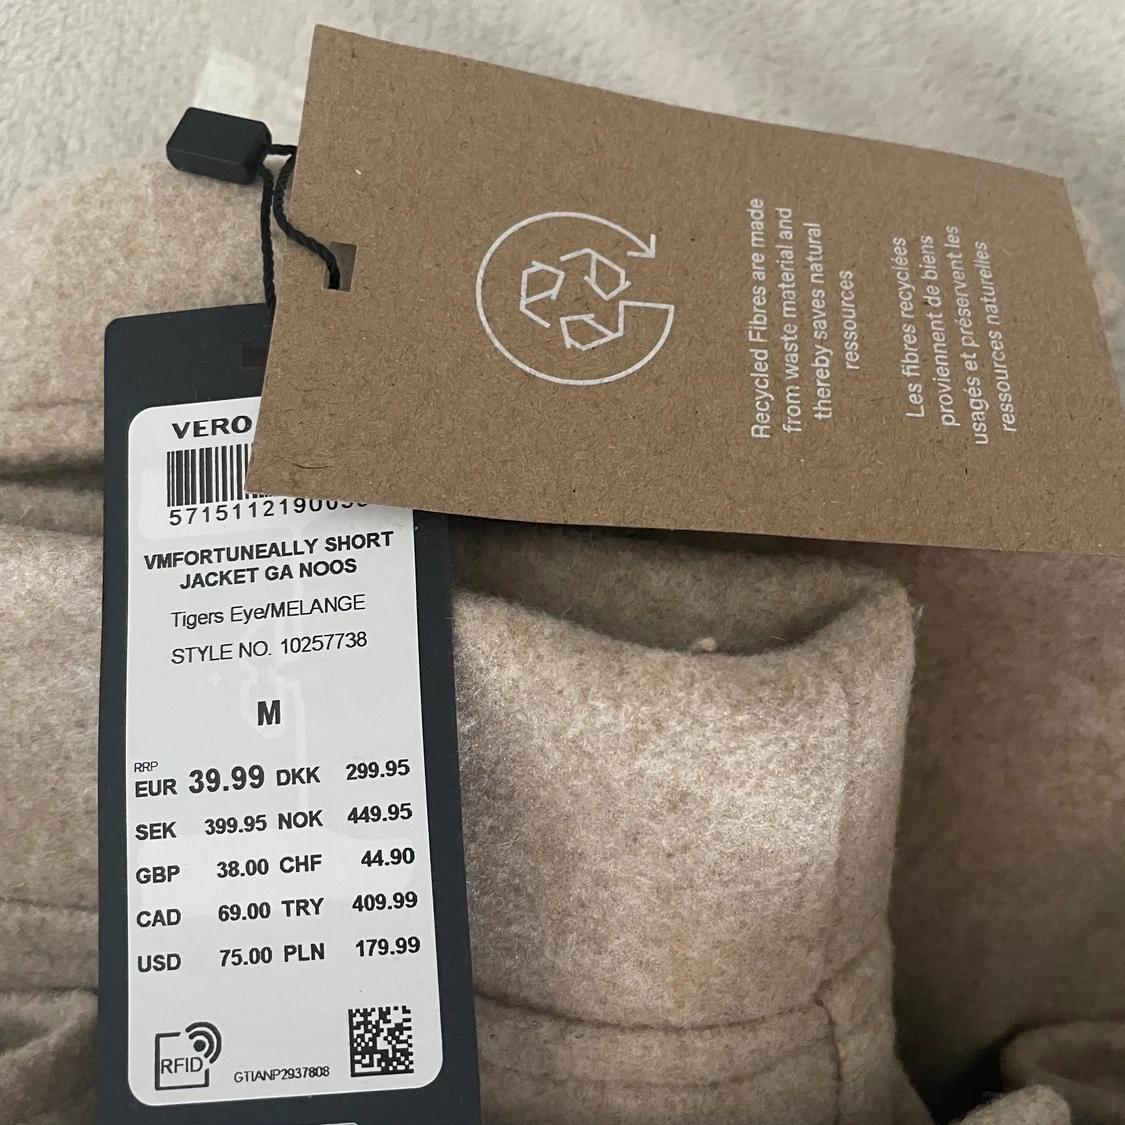 Recycled Fibres are made
from waste material and
thereby saves natural
ressources
Les fibres recyclées
proviennent de biens
usagés et préservent les
ressources naturelles
VERO
VMFORTUNEALLY SHORT
JACKET GA NOOS
Tigers Eye/MELANGE
STYLE NO. 10257738
M
RRP
EUR 39.99 DKK 299.95
SEK 399.95 NOK 449.95
GBP 38.00 CHF 44.90
CAD 69.00 TRY 409.99
USD 75.00 PLN 179.99
RFID
GTIANP2937808